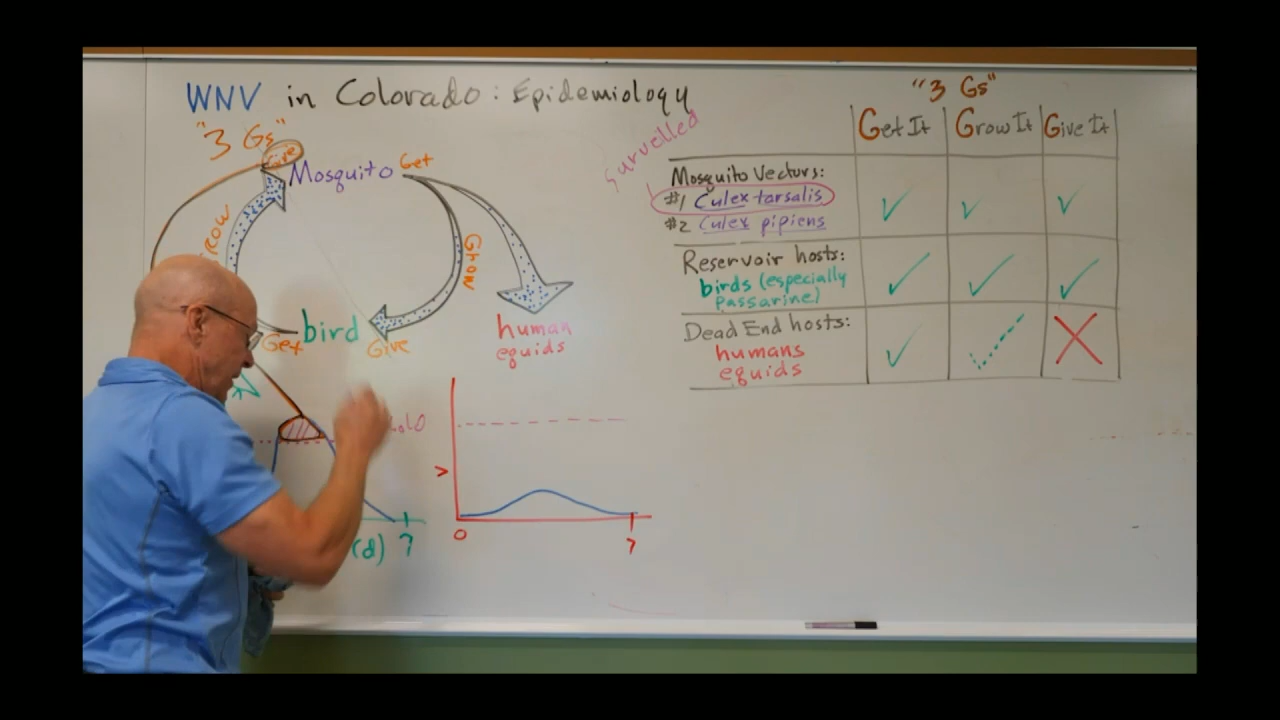 WNV in Colorado: Epidemiology
"3 Gs"
Give
Mosquito Get
Grow
bird
Get
Give
human
equids
V
0
7
(d) 7
Survelled
"3 Gs"
Get It Grow It Give It
Mosquito Vectors:
#1 Culex tarsalis
#2 Culex pipiens
Reservoir hosts:
birds (especially
passarine)
Dead End hosts:
humans
equids